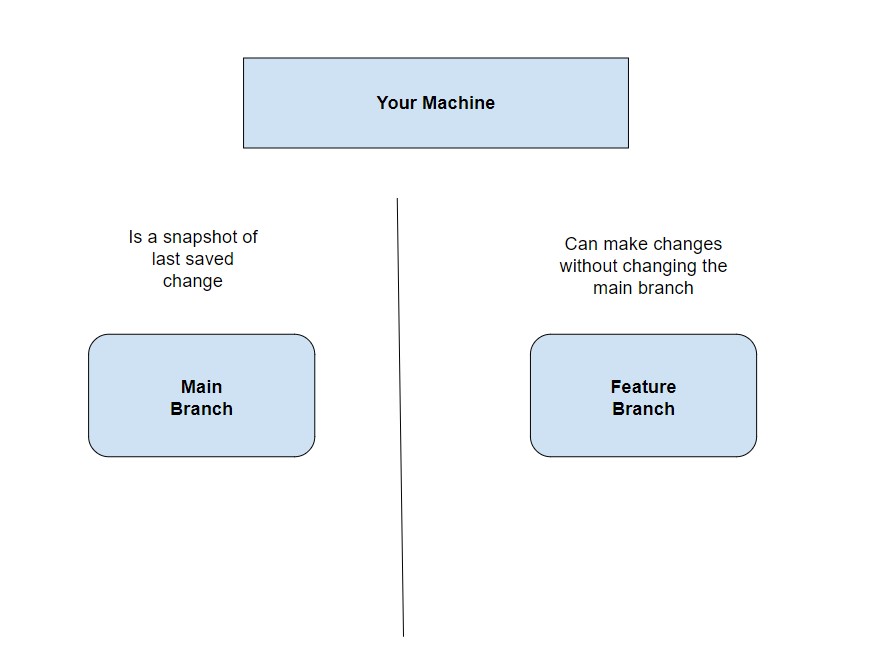 Your Machine
Is a snapshot of
last saved
change
Can make changes
without changing the
main branch
Main
Branch
Feature
Branch